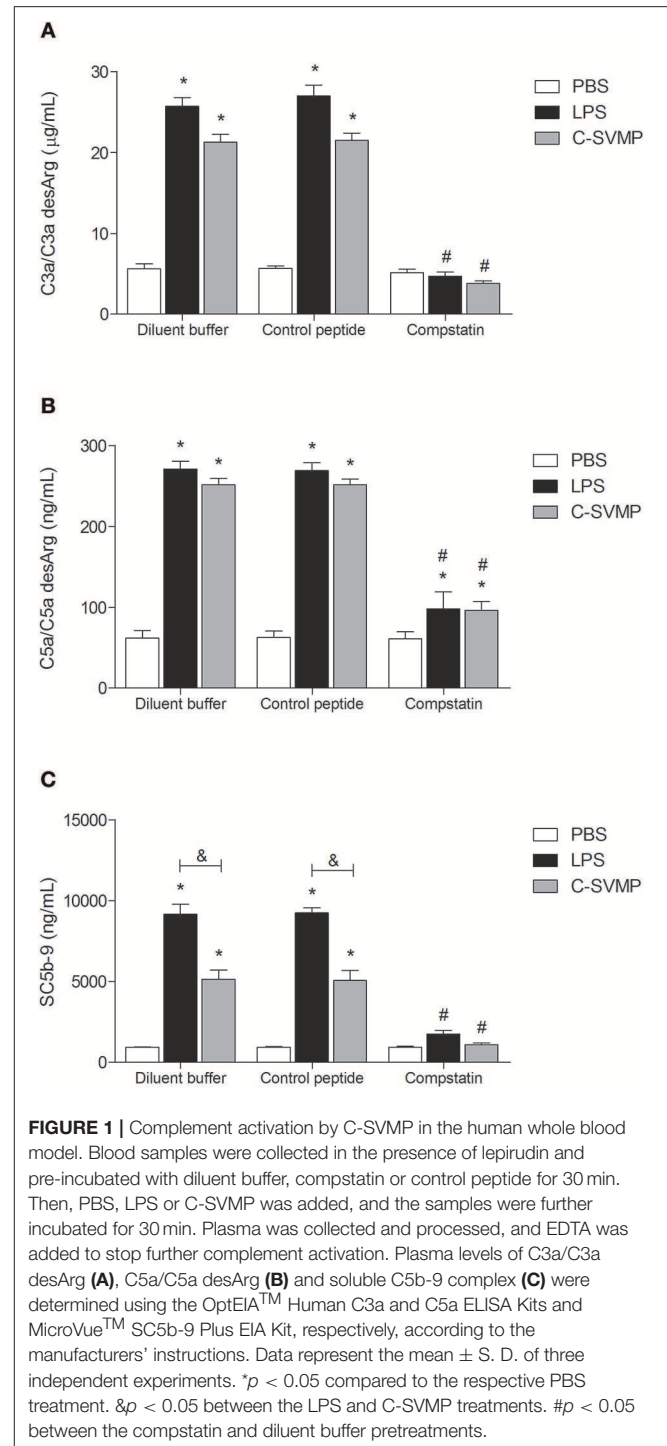 A
C3a/C3a desArg (µg/mL)
30
20
10
0
* * * *
# #
Diluent buffer Control peptide Compstatin
PBS
LPS
C-SVMP
B
C5a/C5a desArg (ng/mL)
300
200
100
0
* * * *
# #
* *
Diluent buffer Control peptide Compstatin
PBS
LPS
C-SVMP
C
SC5b-9 (ng/mL)
15000
10000
5000
0
& &
* * * *
# #
Diluent buffer Control peptide Compstatin
PBS
LPS
C-SVMP
FIGURE 1 | Complement activation by C-SVMP in the human whole blood
model. Blood samples were collected in the presence of lepirudin and
pre-incubated with diluent buffer, compstatin or control peptide for 30 min.
Then, PBS, LPS or C-SVMP was added, and the samples were further
incubated for 30 min. Plasma was collected and processed, and EDTA was
added to stop further complement activation. Plasma levels of C3a/C3a
desArg (A), C5a/C5a desArg (B) and soluble C5b-9 complex (C) were
determined using the OptEIA™ Human C3a and C5a ELISA Kits and
MicroVue™ SC5b-9 Plus EIA Kit, respectively, according to the
manufacturers' instructions. Data represent the mean ± S. D. of three
independent experiments. *p < 0.05 compared to the respective PBS
treatment. &p < 0.05 between the LPS and C-SVMP treatments. #p < 0.05
between the compstatin and diluent buffer pretreatments.